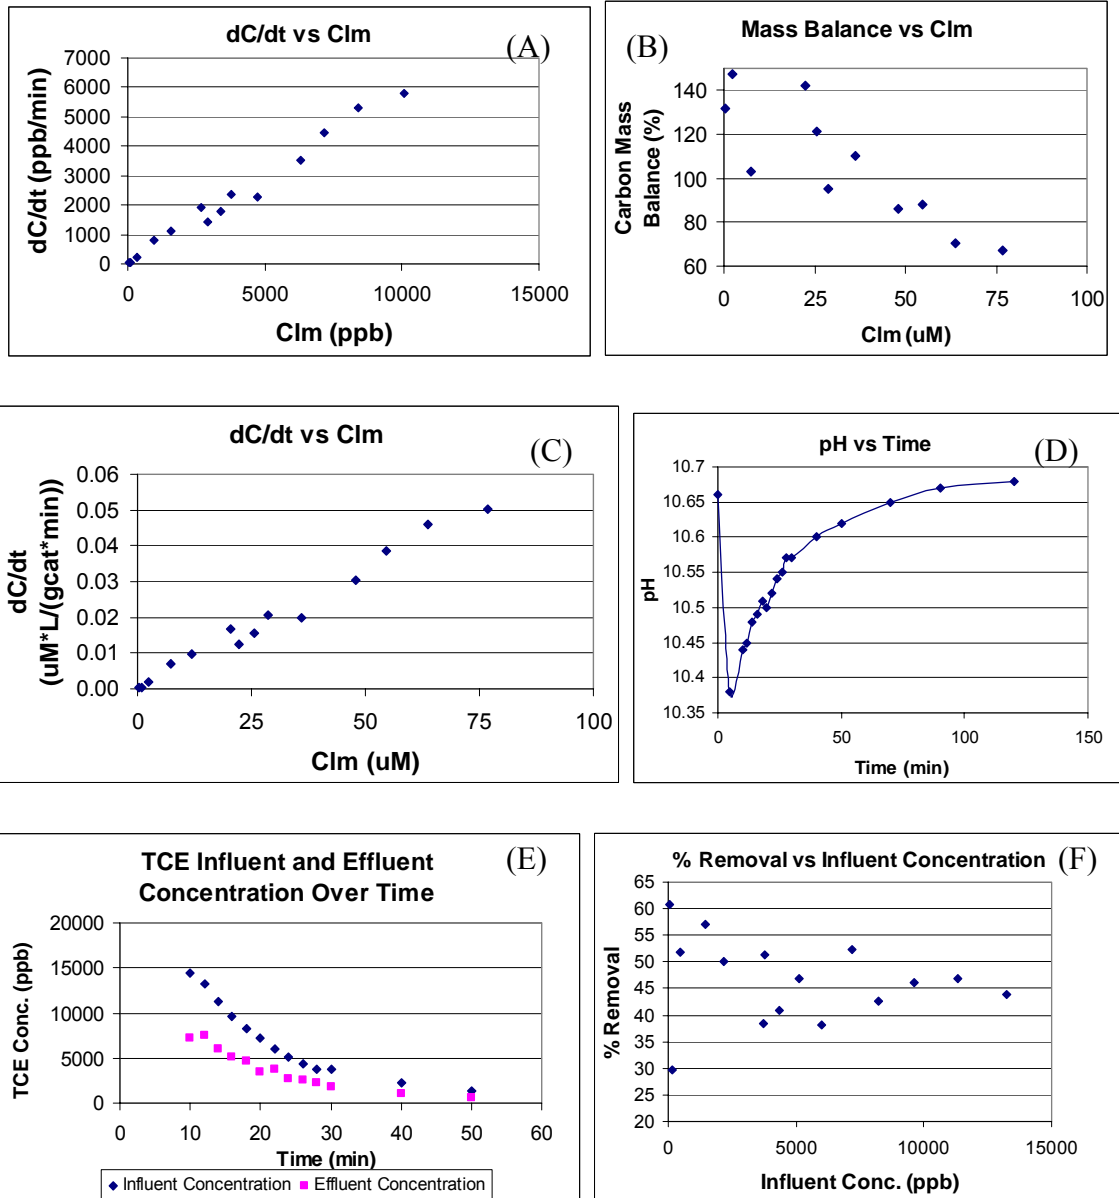 dC/dt vs Clm
(A)
dC/dt (ppb/min)
7000
6000
5000
4000
3000
2000
1000
0
0 5000 10000 15000
Clm (ppb)
(B)
Mass Balance vs Clm
Carbon Mass
Balance (%)
140
120
100
80
60
0 25 50 75 100
Clm (uM)
dC/dt vs Clm
(C)
dC/dt
(uM*L/(gcat*min))
0.06
0.05
0.04
0.03
0.02
0.01
0.00
0 25 50 75 100
Clm (uM)
pH vs Time
(D)
pH
10.7
10.65
10.6
10.55
10.5
10.45
10.4
10.35
0 50 100 150
Time (min)
TCE Influent and Effluent
Concentration Over Time
(E)
TCE Conc. (ppb)
20000
15000
10000
5000
0
0 10 20 30 40 50 60
Time (min)
Influent Concentration Effluent Concentration
% Removal vs Influent Concentration
(F)
% Removal
65
60
55
50
45
40
35
30
25
20
0 5000 10000 15000
Influent Conc. (ppb)